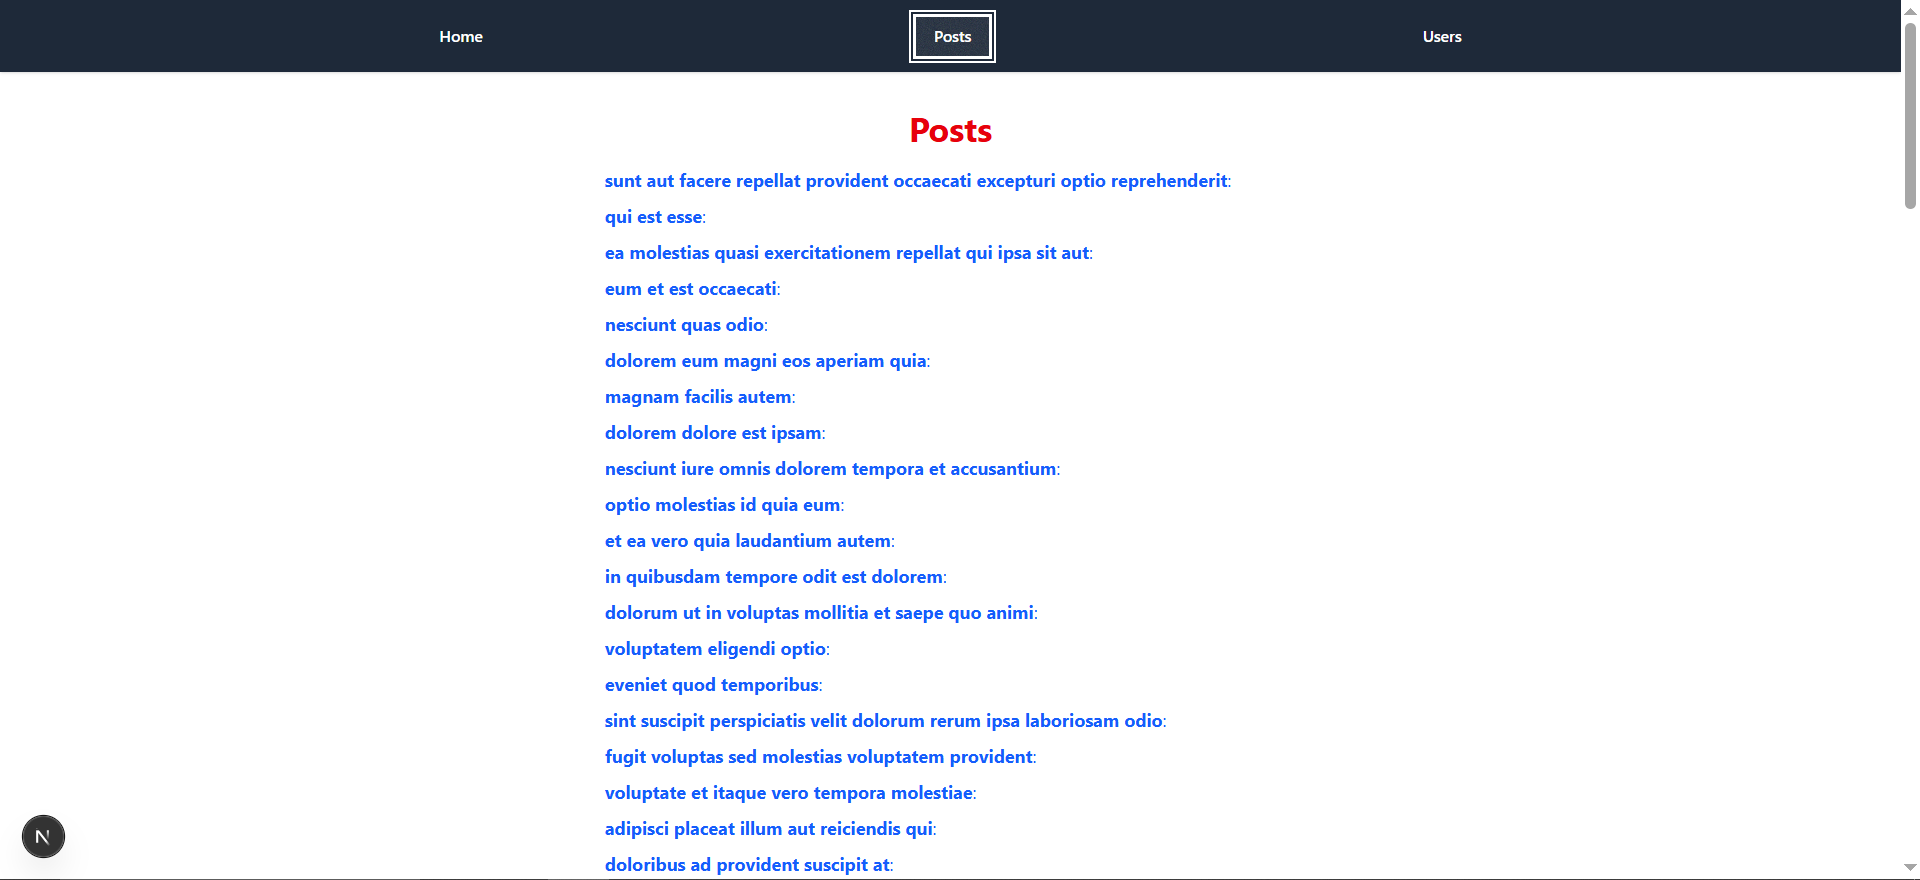 Home Posts Users
Posts
sunt aut facere repellat provident occaecati excepturi optio reprehenderit:
qui est esse:
ea molestias quasi exercitationem repellat qui ipsa sit aut:
eum et est occaecati:
nesciunt quas odio:
dolorem eum magni eos aperiam quia:
magnam facilis autem:
dolorem dolore est ipsam:
nesciunt iure omnis dolorem tempora et accusantium:
optio molestias id quia eum:
et ea vero quia laudantium autem:
in quibusdam tempore odit est dolorem:
dolorum ut in voluptas mollitia et saepe quo animi:
voluptatem eligendi optio:
eveniet quod temporibus:
sint suscipit perspiciatis velit dolorum rerum ipsa laboriosam odio:
fugit voluptas sed molestias voluptatem provident:
voluptate et itaque vero tempora molestiae:
adipisci placeat illum aut reiciendis qui:
doloribus ad provident suscipit at:
N